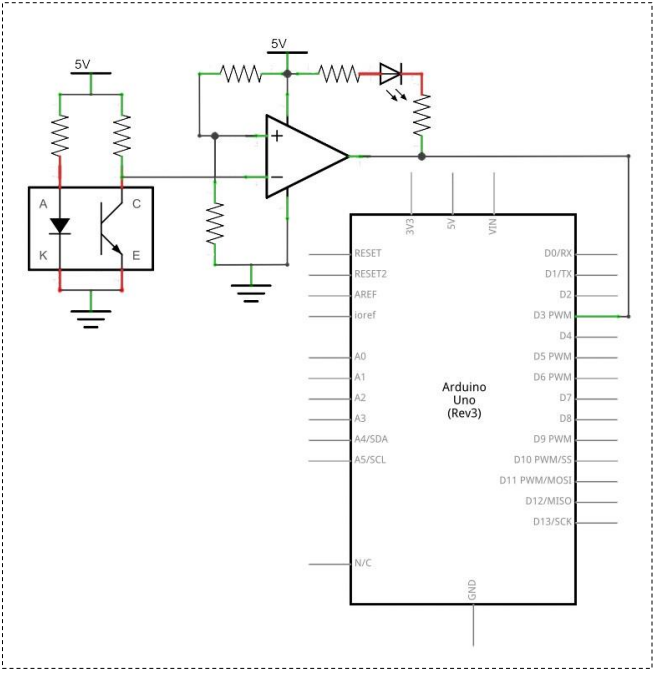 5V
5V
+
−
A
C
K
E
3V3
5V
VIN
RESET
RESET2
AREF
ioref
A0
A1
A2
A3
A4/SDA
A5/SCL
N/C
Arduino
Uno
(Rev3)
D0/RX
D1/TX
D2
D3 PWM
D4
D5 PWM
D6 PWM
D7
D8
D9 PWM
D10 PWM/SS
D11 PWM/MOSI
D12/MISO
D13/SCK
GND